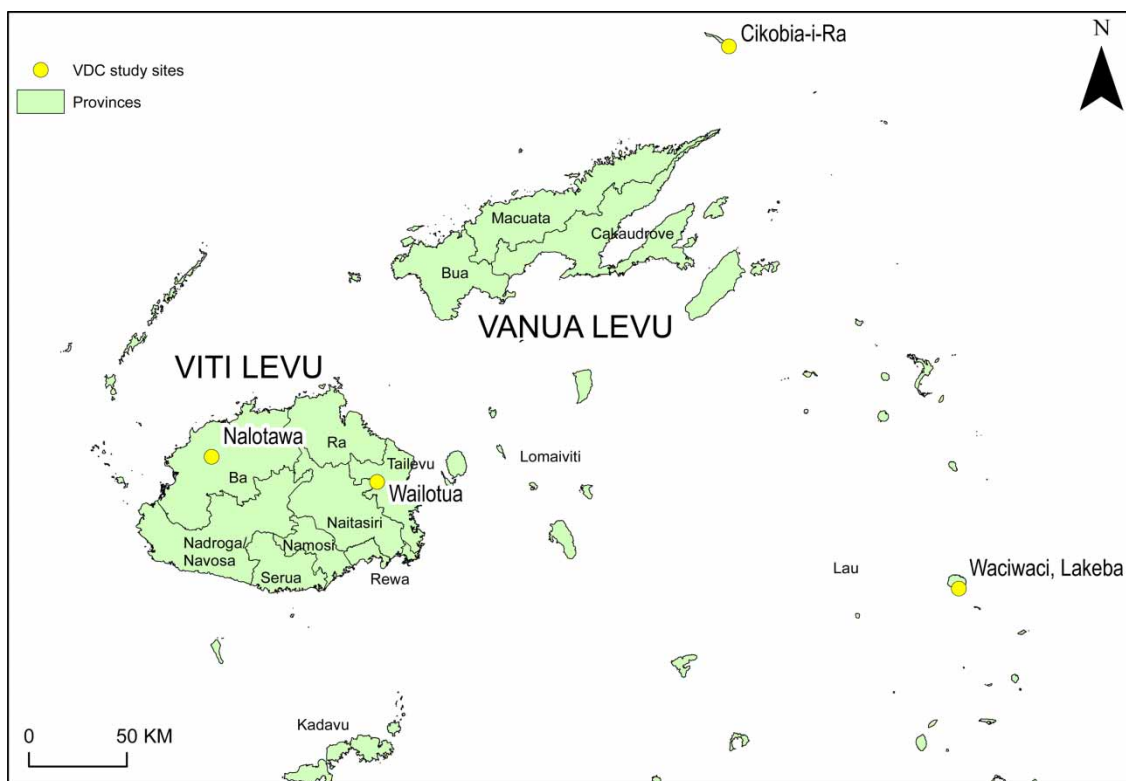 Cikobia-i-Ra
N
VDC study sites
Provinces
Macuata
Cakaudrove
Bua
VANUA LEVU
VITI LEVU
Nalotawa
Ra
Tailevu
Lomaiviti
Ba
Wailotua
Naitasiri
Nadroga/
Navosa
Namosi
Serua
Rewa
Lau
Waciwaci, Lakeba
Kadavu
0 50 KM